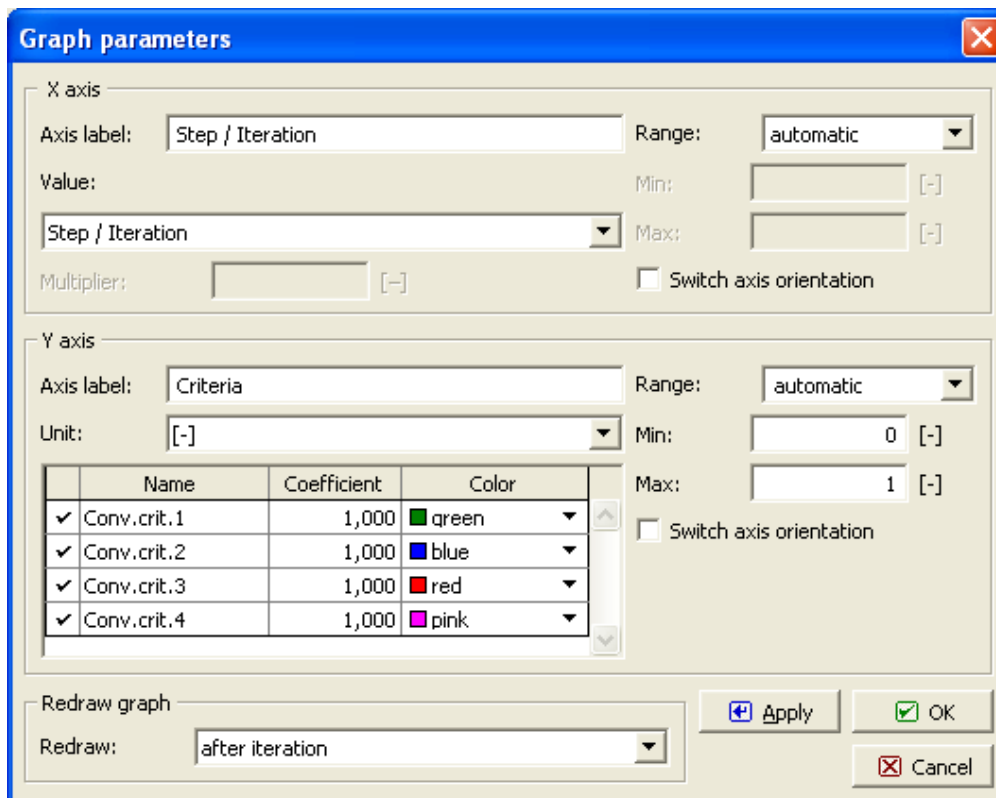 Graph parameters
X axis
Axis label: Step / Iteration Range: automatic
Value: Min: [-]
Step / Iteration Max: [-]
Multiplier: [–] Switch axis orientation
Y axis
Axis label: Criteria Range: automatic
Unit: [-] Min: 0 [-]
Name Coefficient Color Max: 1 [-]
Conv.crit.1 1,000 green
Switch axis orientation
Conv.crit.2 1,000 blue
Conv.crit.3 1,000 red
Conv.crit.4 1,000 pink
Redraw graph
Apply OK
Redraw: after iteration
Cancel